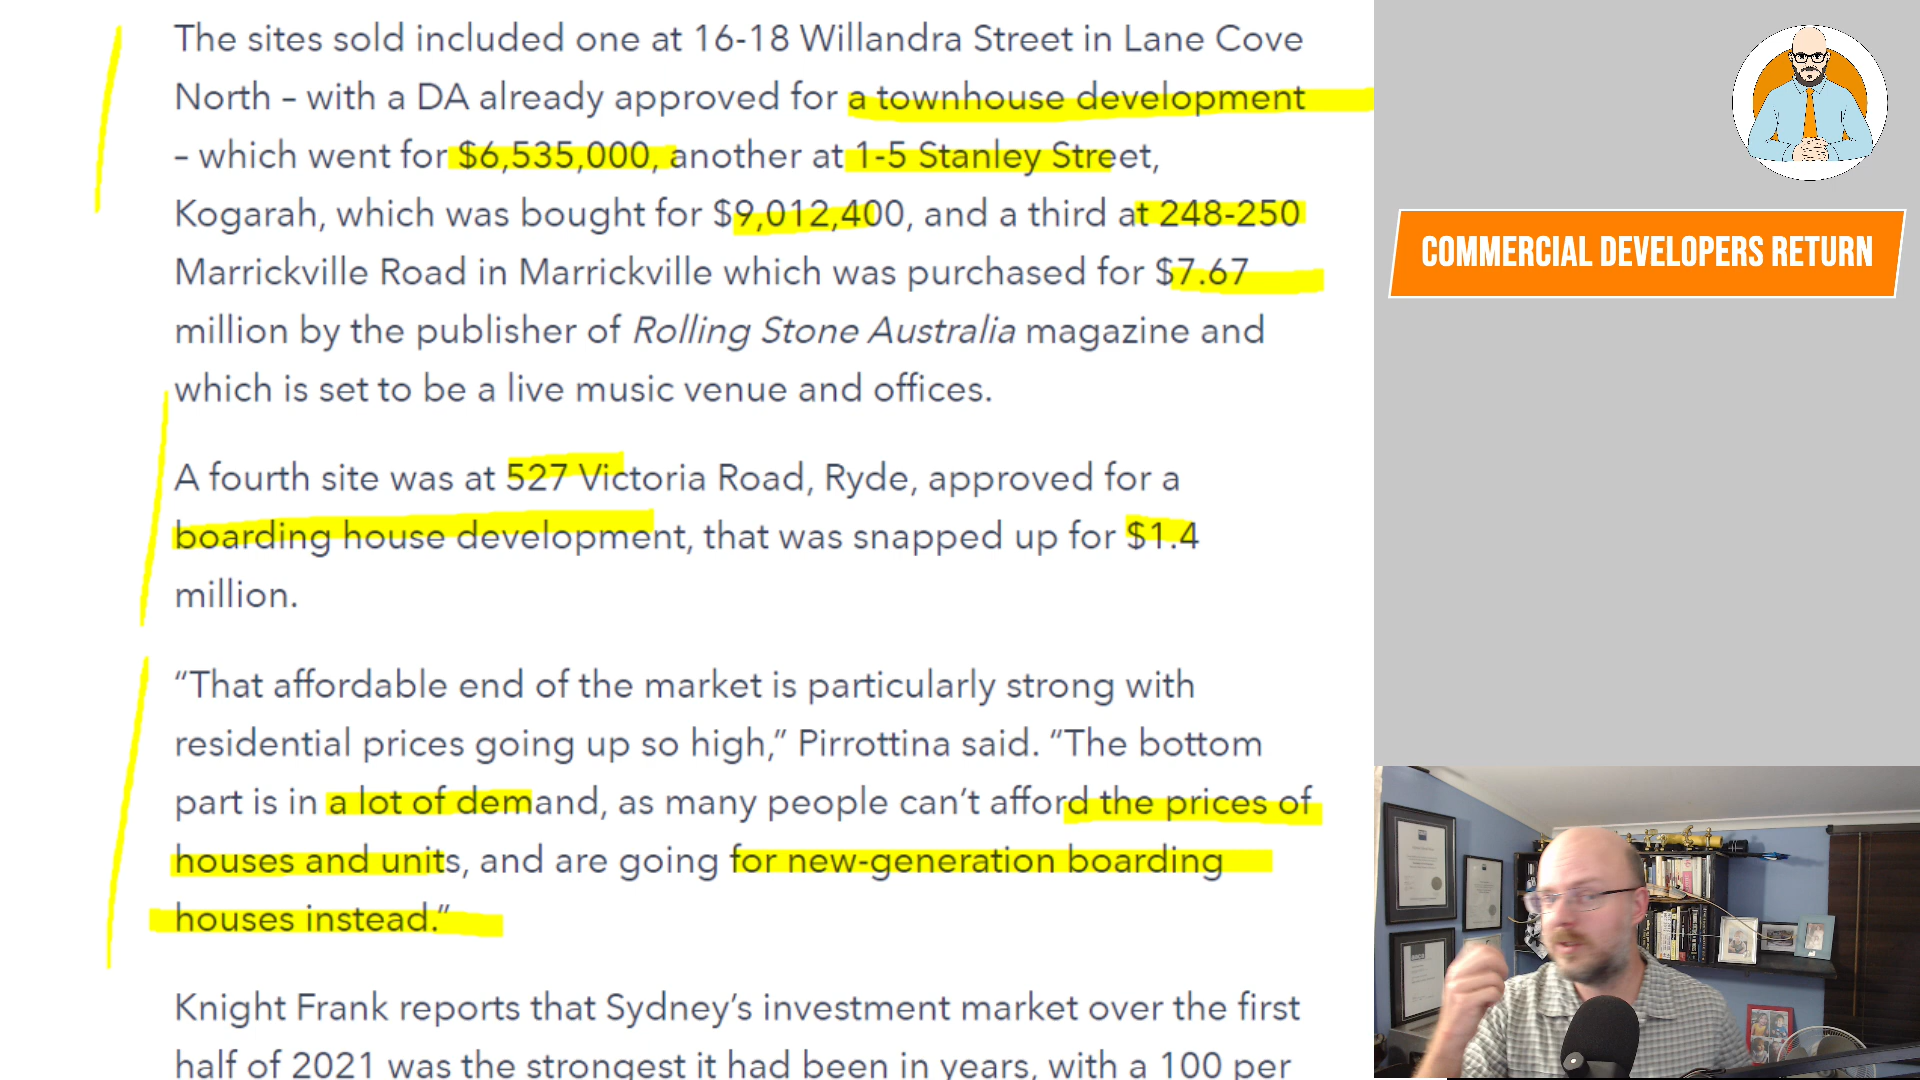 The sites sold included one at 16-18 Willandra Street in Lane Cove
North – with a DA already approved for a townhouse development
– which went for $6,535,000, another at 1-5 Stanley Street,
Kogarah, which was bought for $9,012,400, and a third at 248-250
Marrickville Road in Marrickville which was purchased for $7.67
million by the publisher of Rolling Stone Australia magazine and
which is set to be a live music venue and offices.
A fourth site was at 527 Victoria Road, Ryde, approved for a
boarding house development, that was snapped up for $1.4
million.
“That affordable end of the market is particularly strong with
residential prices going up so high,” Pirrottina said. “The bottom
part is in a lot of demand, as many people can’t afford the prices of
houses and units, and are going for new-generation boarding
houses instead.”
Knight Frank reports that Sydney’s investment market over the first
half of 2021 was the strongest it had been in years, with a 100 per
COMMERCIAL DEVELOPERS RETURN